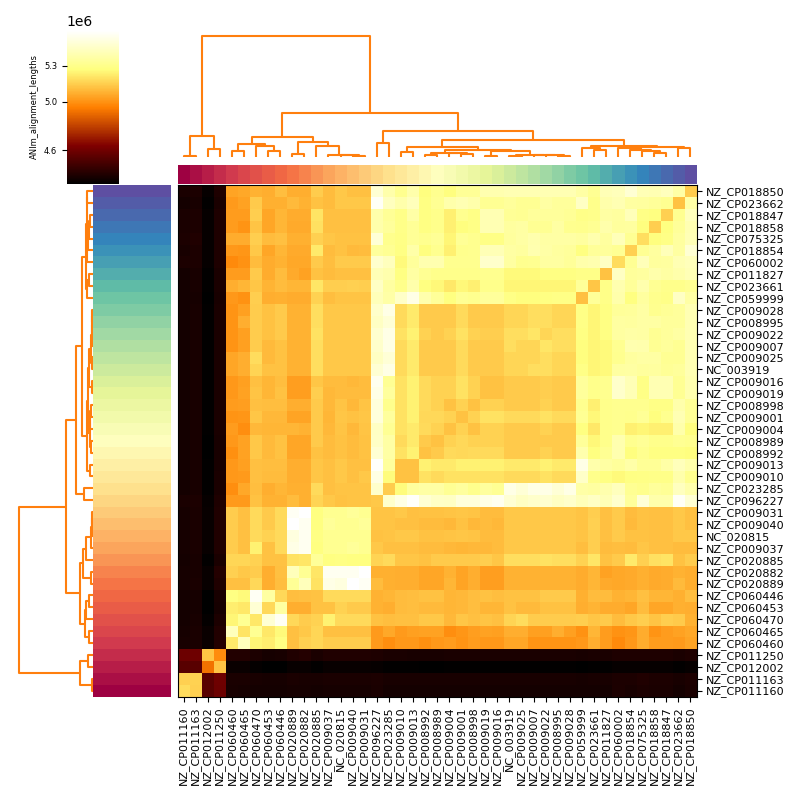 1e6
ANIm_alignment_lengths
5.3
5.0
4.6
NZ_CP018850
NZ_CP023662
NZ_CP018847
NZ_CP018858
NZ_CP075325
NZ_CP018854
NZ_CP060002
NZ_CP011827
NZ_CP023661
NZ_CP059999
NZ_CP009028
NZ_CP008995
NZ_CP009022
NZ_CP009007
NZ_CP009025
NC_003919
NZ_CP009016
NZ_CP009019
NZ_CP008998
NZ_CP009001
NZ_CP009004
NZ_CP008989
NZ_CP008992
NZ_CP009013
NZ_CP009010
NZ_CP023285
NZ_CP096227
NZ_CP009031
NZ_CP009040
NC_020815
NZ_CP009037
NZ_CP020885
NZ_CP020882
NZ_CP020889
NZ_CP060446
NZ_CP060453
NZ_CP060470
NZ_CP060465
NZ_CP060460
NZ_CP011250
NZ_CP012002
NZ_CP011163
NZ_CP011160
NZ_CP011160
NZ_CP011163
NZ_CP012002
NZ_CP011250
NZ_CP060460
NZ_CP060465
NZ_CP060470
NZ_CP060453
NZ_CP060446
NZ_CP020889
NZ_CP020882
NZ_CP020885
NZ_CP009037
NC_020815
NZ_CP009040
NZ_CP009031
NZ_CP096227
NZ_CP023285
NZ_CP009010
NZ_CP009013
NZ_CP008992
NZ_CP008989
NZ_CP009004
NZ_CP009001
NZ_CP008998
NZ_CP009019
NZ_CP009016
NC_003919
NZ_CP009025
NZ_CP009007
NZ_CP009022
NZ_CP008995
NZ_CP009028
NZ_CP059999
NZ_CP023661
NZ_CP011827
NZ_CP060002
NZ_CP018854
NZ_CP075325
NZ_CP018858
NZ_CP018847
NZ_CP023662
NZ_CP018850